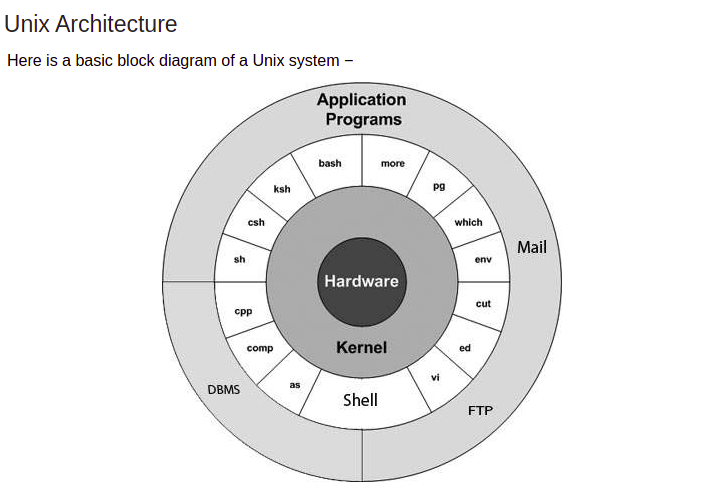 Unix Architecture
Here is a basic block diagram of a Unix system –
Application
Programs
bash
more
ksh
pg
csh
which
Mail
sh
env
Hardware
cpp
cut
comp
Kernel
ed
as
vi
DBMS
Shell
FTP